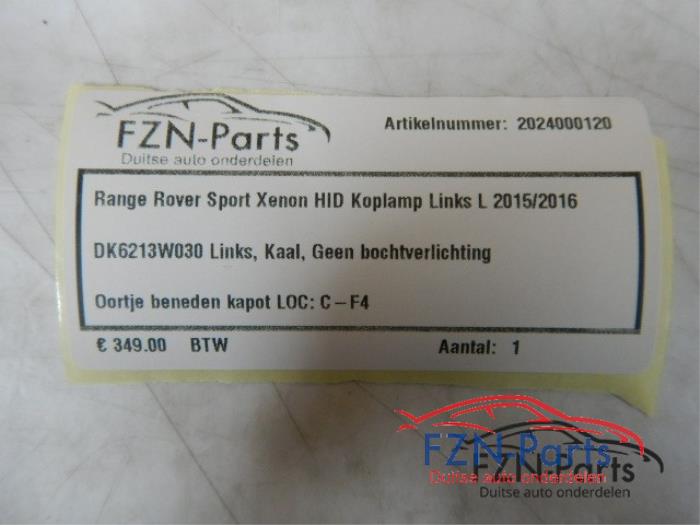 FZN-Parts
Duitse auto onderdelen
Artikelnummer: 2024000120
Range Rover Sport Xenon HID Koplamp Links L 2015/2016
DK6213W030 Links, Kaal, Geen bochtverlichting
Oortje beneden kapot LOC: C – F4
€ 349.00 BTW
Aantal: 1
FZN-Parts
Duitse auto onderdelen
FZN-Parts
Duitse auto onderdelen